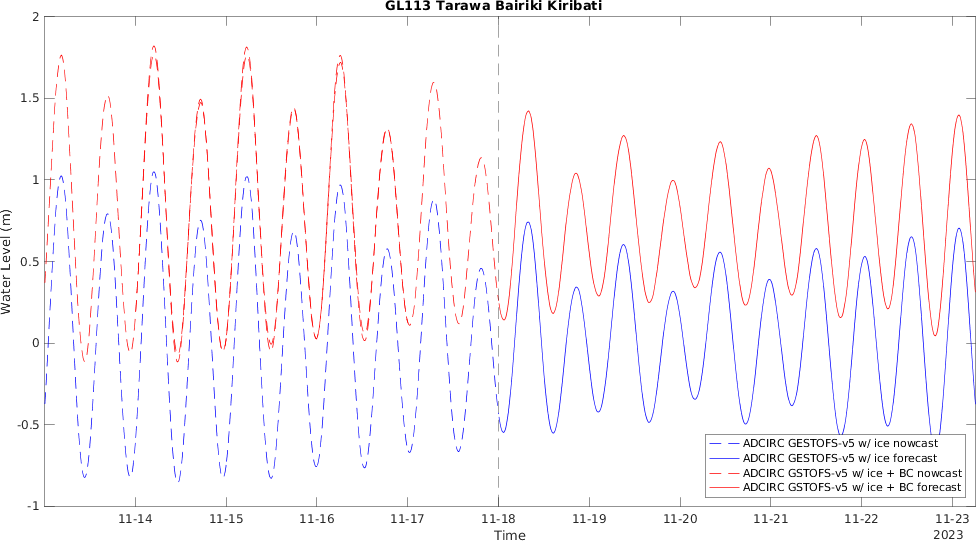 GL113 Tarawa Bairiki Kiribati
2
1.5
1
0.5
0
-0.5
-1
Water Level (m)
ADCIRC GESTOFS-v5 w/ ice nowcast
ADCIRC GESTOFS-v5 w/ ice forecast
ADCIRC GSTOFS-v5 w/ ice + BC nowcast
ADCIRC GSTOFS-v5 w/ ice + BC forecast
11-14 11-15 11-16 11-17 11-18 11-19 11-20 11-21 11-22 11-23
Time
2023